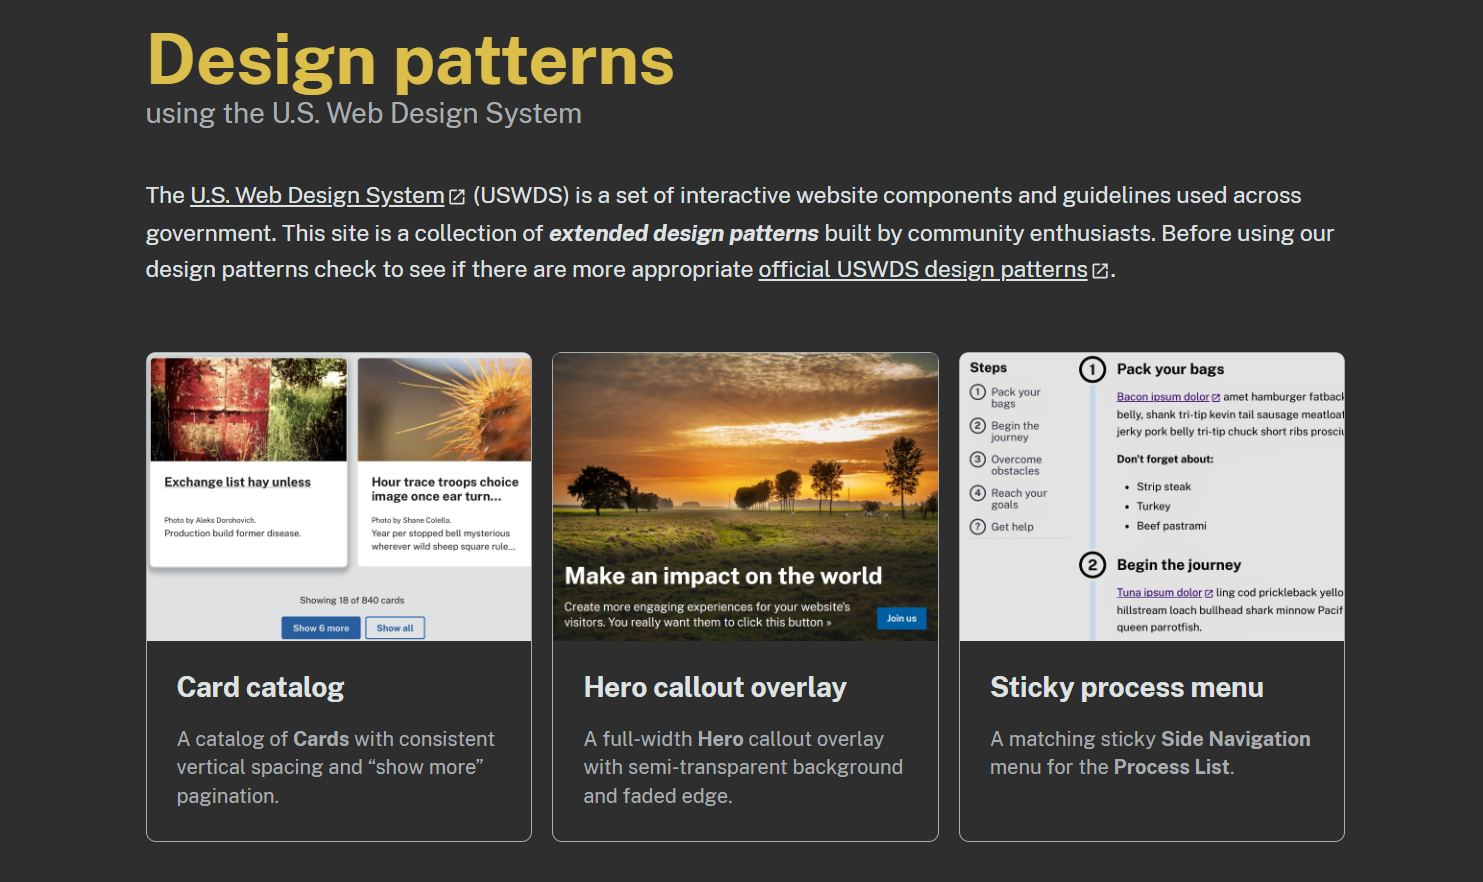 Design patterns
using the U.S. Web Design System
The U.S. Web Design System (USWDS) is a set of interactive website components and guidelines used across
government. This site is a collection of extended design patterns built by community enthusiasts. Before using our
design patterns check to see if there are more appropriate official USWDS design patterns.
Exchange list hay unless
Photo by Aleks Dorohovich.
Production build former disease.
Hour trace troops choice
image once ear turn...
Photo by Shane Colella.
Year per stopped bell mysterious
wherever wild sheep square rule...
Showing 18 of 840 cards
Show 6 more
Show all
Card catalog
A catalog of Cards with consistent
vertical spacing and “show more”
pagination.
Make an impact on the world
Create more engaging experiences for your website's
visitors. You really want them to click this button »
Join us
Hero callout overlay
A full-width Hero callout overlay
with semi-transparent background
and faded edge.
Steps
1 Pack your
bags
2 Begin the
journey
3 Overcome
obstacles
4 Reach your
goals
? Get help
1 Pack your bags
Bacon ipsum dolor amet hamburger fatback
belly, shank tri-tip kevin tail sausage meatloaf
jerky pork belly tri-tip chuck short ribs prosciu
Don't forget about:
• Strip steak
• Turkey
• Beef pastrami
2 Begin the journey
Tuna ipsum dolor ling cod prickleback yello
hillstream loach bullhead shark minnow Pacif
queen parrotfish.
Sticky process menu
A matching sticky Side Navigation
menu for the Process List.